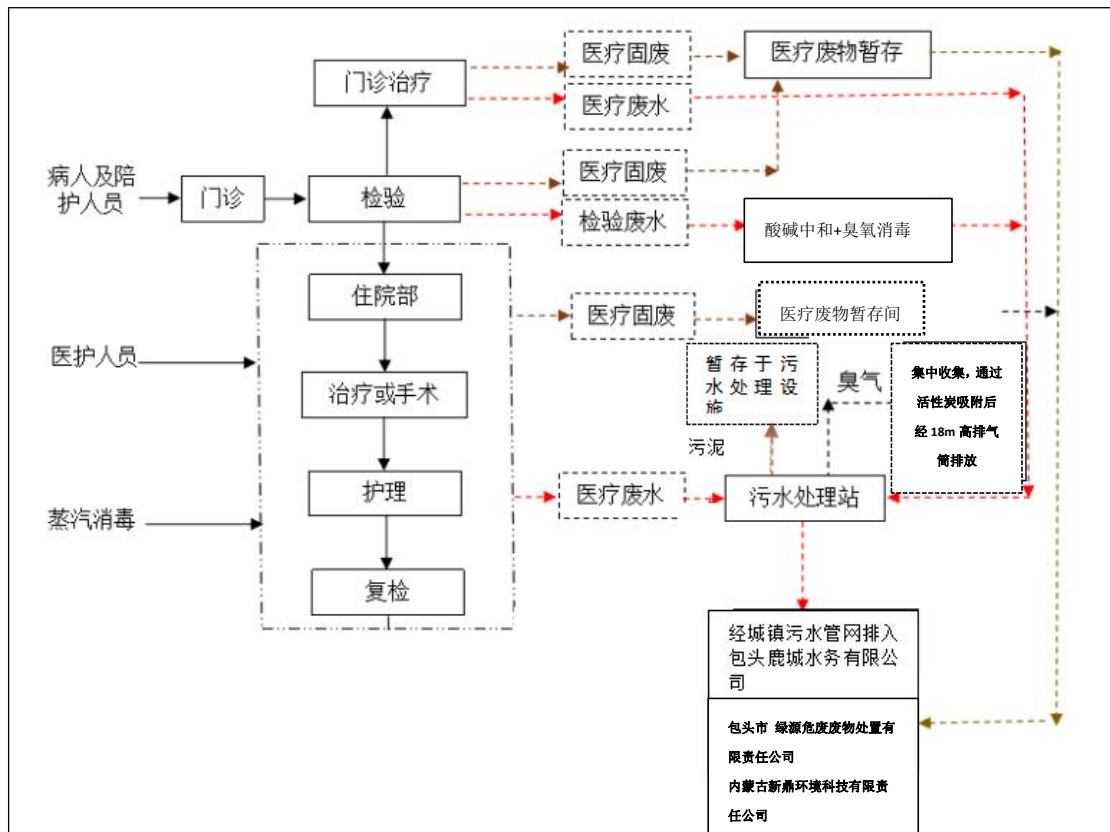 医疗固废
医疗废物暂存
门诊治疗
医疗废水
病人及陪
护人员
门诊
检验
医疗固废
检验废水
酸碱中和+臭氧消毒
住院部
医疗固废
医疗废物暂存间
医护人员
治疗或手术
暂存于污
水处理设
施
臭气
集中收集，通过
活性炭吸附后
经 18m 高排气
筒排放
污泥
护理
医疗废水
污水处理站
蒸汽消毒
复检
经城镇污水管网排入
包头鹿城水务有限公
司
包头市 绿源危废废物处置有
限责任公司
内蒙古新鼎环境科技有限责
任公司